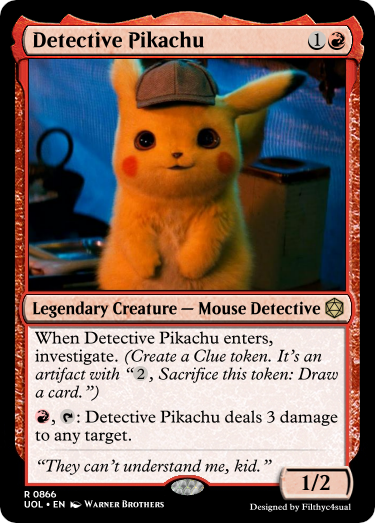 Detective Pikachu 1
Legendary Creature — Mouse Detective
When Detective Pikachu enters,
investigate. (Create a Clue token. It's an
artifact with “2, Sacrifice this token: Draw
a card.”)
: Detective Pikachu deals 3 damage
to any target.
“They can't understand me, kid.”
1/2
R 0866
UOL • EN WARNER BROTHERS
Designed by Filthyc4sual